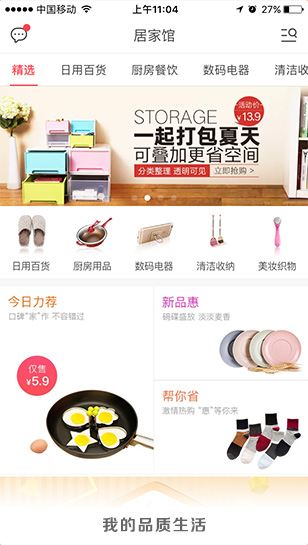 中国移动 上午11:04 27%
居家馆
精选 日用百货 厨房餐饮 数码电器 清洁收
STORAGE
活动价:
¥13.9
一起打包夏天
可叠加更省空间
分类整理 透明可见 立即抢购>
日用百货 厨房用品 数码电器 清洁收纳 美妆织物
今日力荐
口碑“家”作 不容错过
仅售
¥5.9
新品惠
碗碟盛放 淡淡麦香
帮你省
激情热购 “惠”等你来
我的品质生活